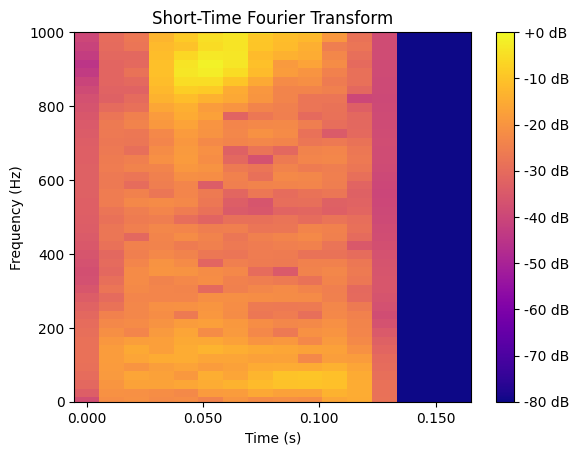 Short-Time Fourier Transform
Frequency (Hz)
1000
800
600
400
200
0
0.000
0.050
0.100
0.150
Time (s)
+0 dB
-10 dB
-20 dB
-30 dB
-40 dB
-50 dB
-60 dB
-70 dB
-80 dB